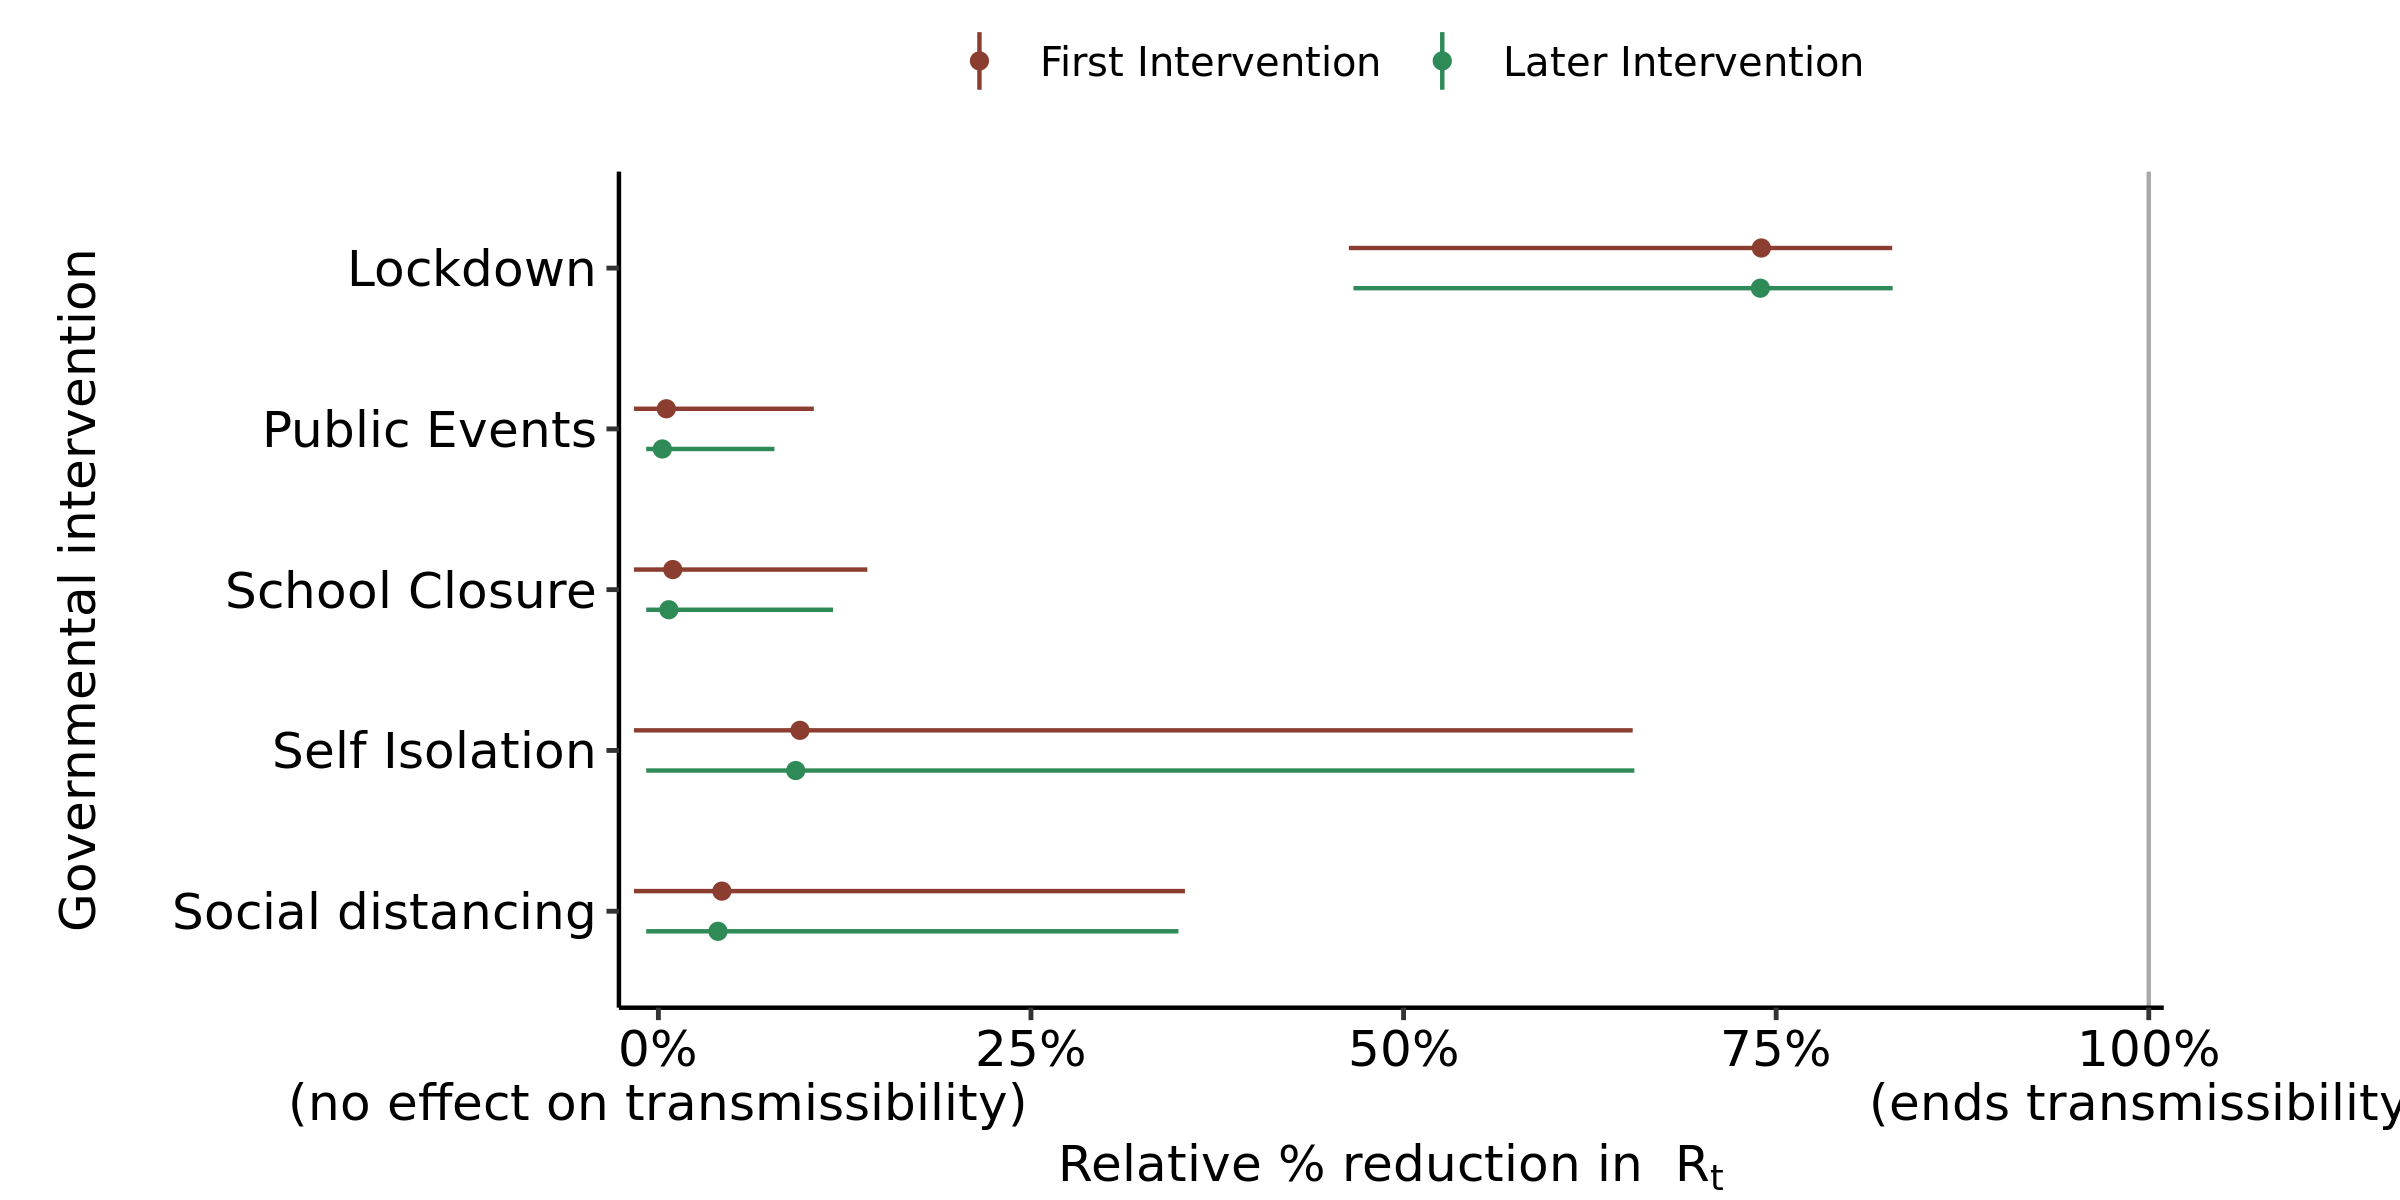 First Intervention Later Intervention
Governmental intervention
Lockdown
Public Events
School Closure
Self Isolation
Social distancing
0% 25% 50% 75% 100%
(no effect on transmissibility) (ends transmissibility
Relative % reduction in Rt